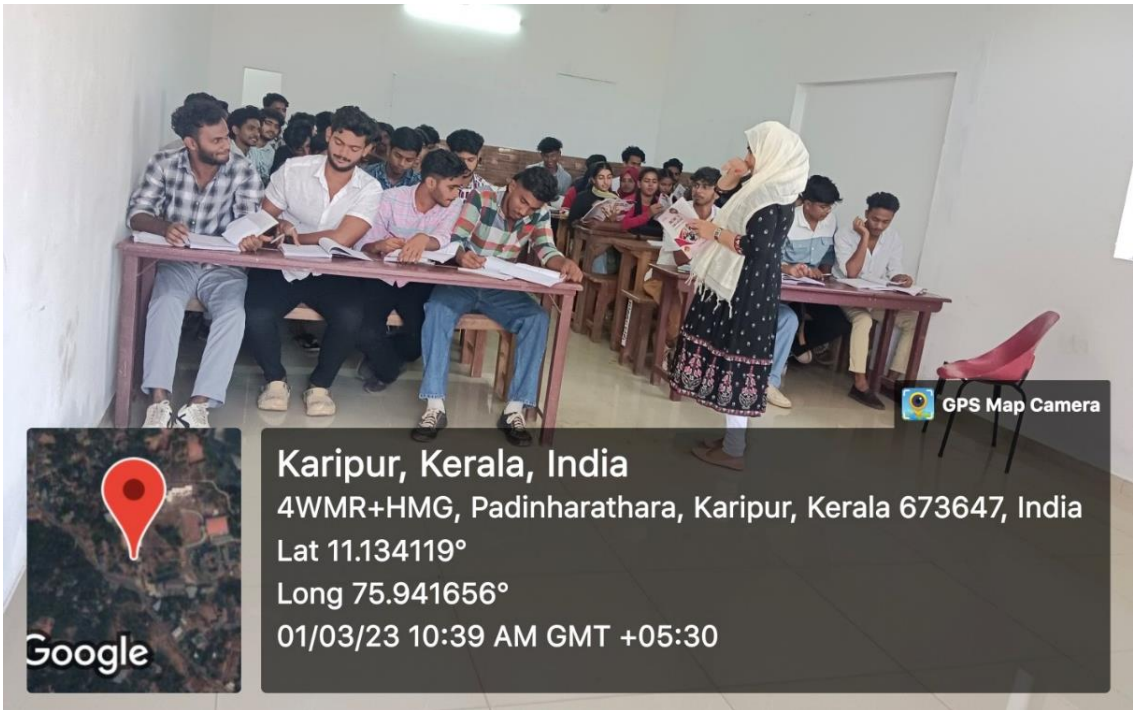 GPS Map Camera
Karipur, Kerala, India
4WMR+HMG, Padinharathara, Karipur, Kerala 673647, India
Lat 11.134119°
Long 75.941656°
01/03/23 10:39 AM GMT +05:30
Google